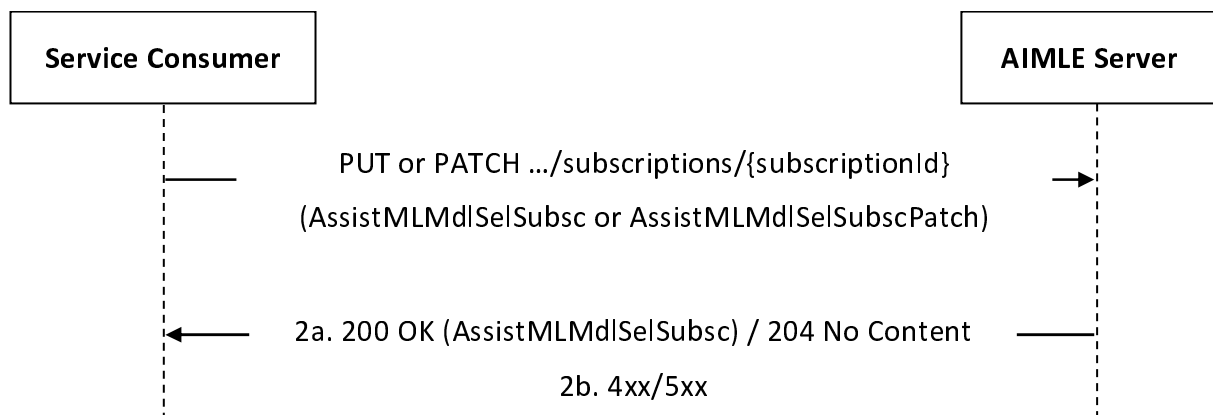 Service Consumer
AIMLE Server
PUT or PATCH …/subscriptions/{subscriptionId}
(AssistMLMdlSelSubsc or AssistMLMdlSelSubscPatch)
2a. 200 OK (AssistMLMdlSelSubsc) / 204 No Content
2b. 4xx/5xx